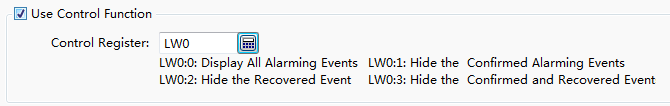 Use Control Function
Control Register: LW0
LW0:0: Display All Alarming Events LW0:1: Hide the Confirmed Alarming Events
LW0:2: Hide the Recovered Event LW0:3: Hide the Confirmed and Recovered Event